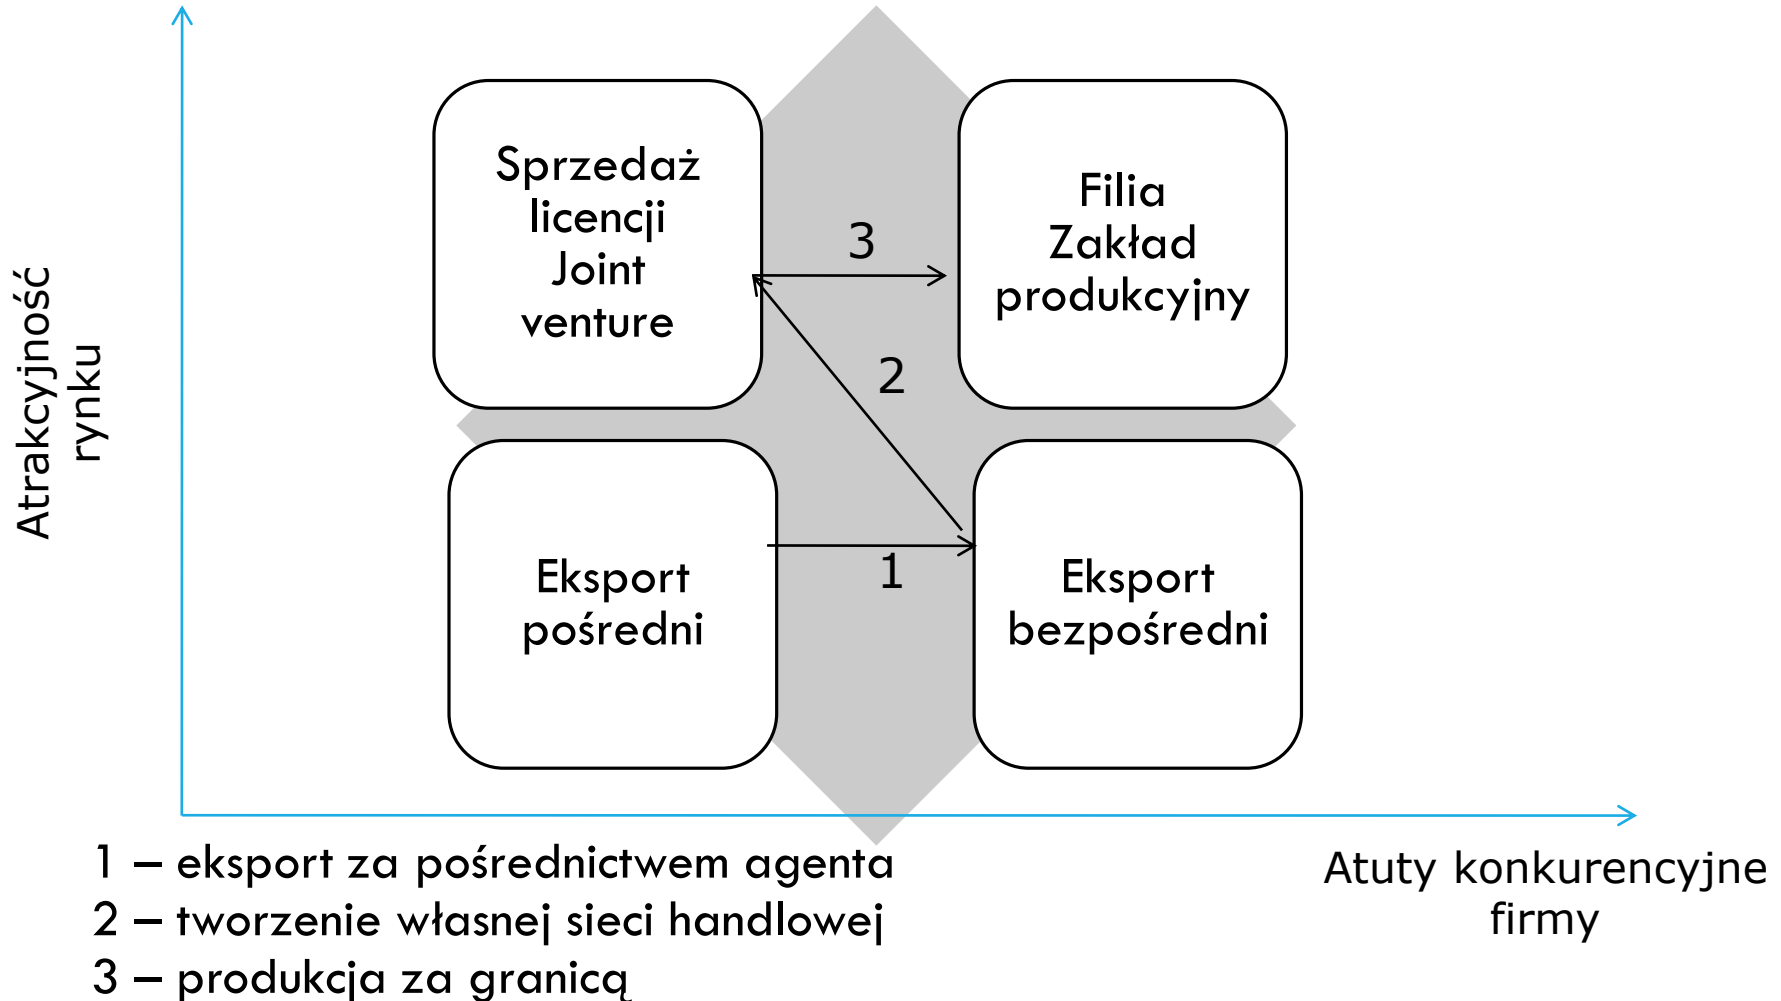 Atrakcyjność
rynku
Sprzedaż
licencji
Joint
venture
3
Filia
Zakład
produkcyjny
2
Eksport
pośredni
1
Eksport
bezpośredni
1 – eksport za pośrednictwem agenta
2 – tworzenie własnej sieci handlowej
3 – produkcja za granicą
Atuty konkurencyjne
firmy